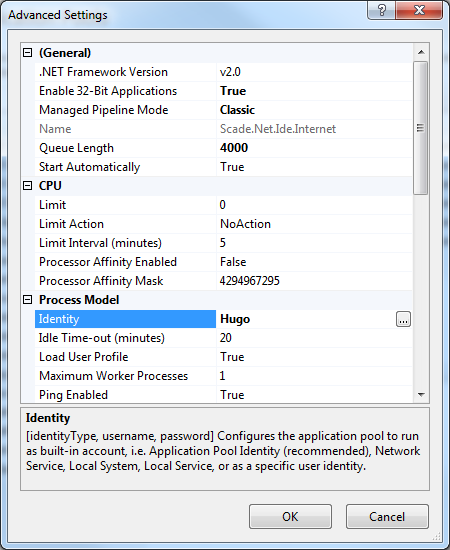 Advanced Settings
(General)
.NET Framework Version v2.0
Enable 32-Bit Applications True
Managed Pipeline Mode Classic
Name Scade.Net.Ide.Internet
Queue Length 4000
Start Automatically True
CPU
Limit 0
Limit Action NoAction
Limit Interval (minutes) 5
Processor Affinity Enabled False
Processor Affinity Mask 4294967295
Process Model
Identity Hugo ...
Idle Time-out (minutes) 20
Load User Profile True
Maximum Worker Processes 1
Ping Enabled True
Identity
[identityType, username, password] Configures the application pool to run
as built-in account, i.e. Application Pool Identity (recommended), Network
Service, Local System, Local Service, or as a specific user identity.
OK Cancel